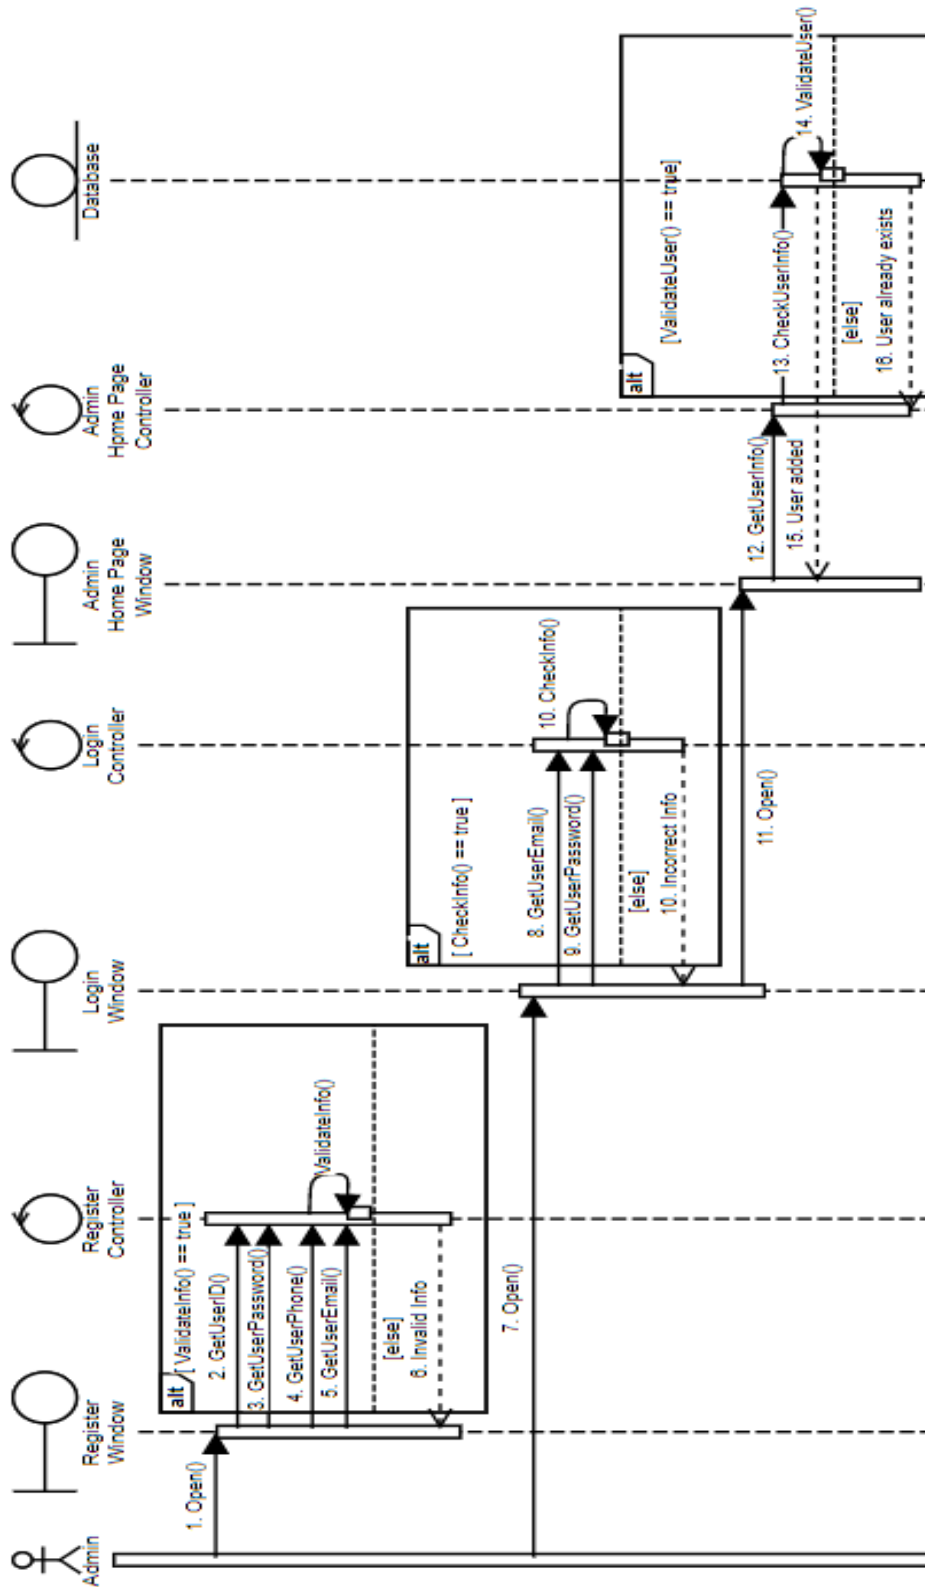 Admin
Register
Window
Register
Controller
Login
Window
Login
Controller
Admin
Home Page
Window
Admin
Hpme Page
Controller
Database
1. Open()
alt
[ ValidateInfo() == true ]
2. GetUserID()
3. GetUserPassword()
4. GetUserPhone()
5. GetUserEmail()
ValidateInfo()
[else]
6. Invalid Info
7. Open()
alt
[ CheckInfo() == true ]
8. GetUserEmail()
9. GetUserPassword()
10. CheckInfo()
[else]
10. Incorrect Info
11. Open()
12. GetUserInfo()
alt
[ValidateUser() == true]
13. CheckUserInfo()
14. ValidateUser()
15. User added
[else]
16. User already exists